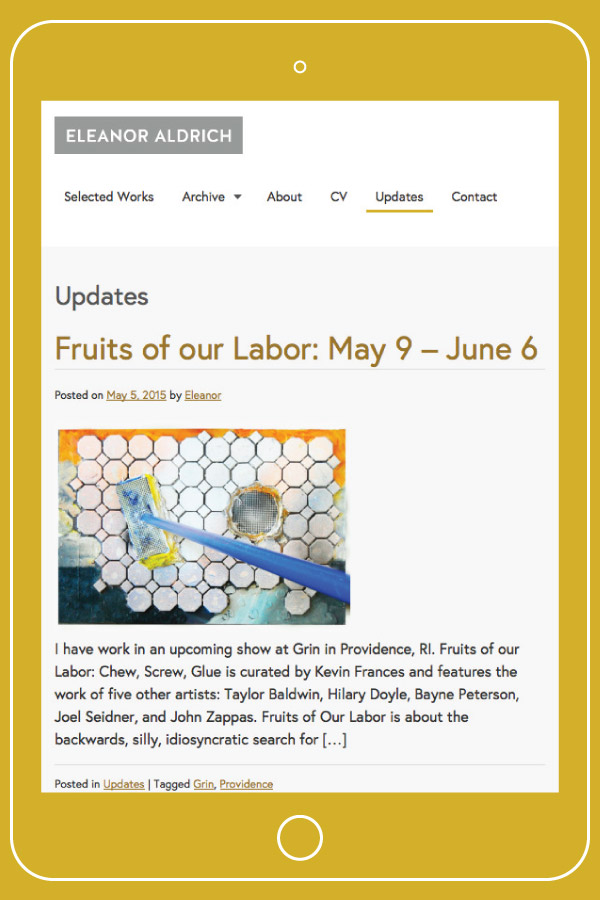 ELEANOR ALDRICH
Selected Works Archive About CV Updates Contact
Updates
Fruits of our Labor: May 9 – June 6
Posted on May 5, 2015 by Eleanor
I have work in an upcoming show at Grin in Providence, RI. Fruits of our
Labor: Chew, Screw, Glue is curated by Kevin Frances and features the
work of five other artists: Taylor Baldwin, Hilary Doyle, Bayne Peterson,
Joel Seidner, and John Zappas. Fruits of Our Labor is about the
backwards, silly, idiosyncratic search for […]
Posted in Updates | Tagged Grin, Providence